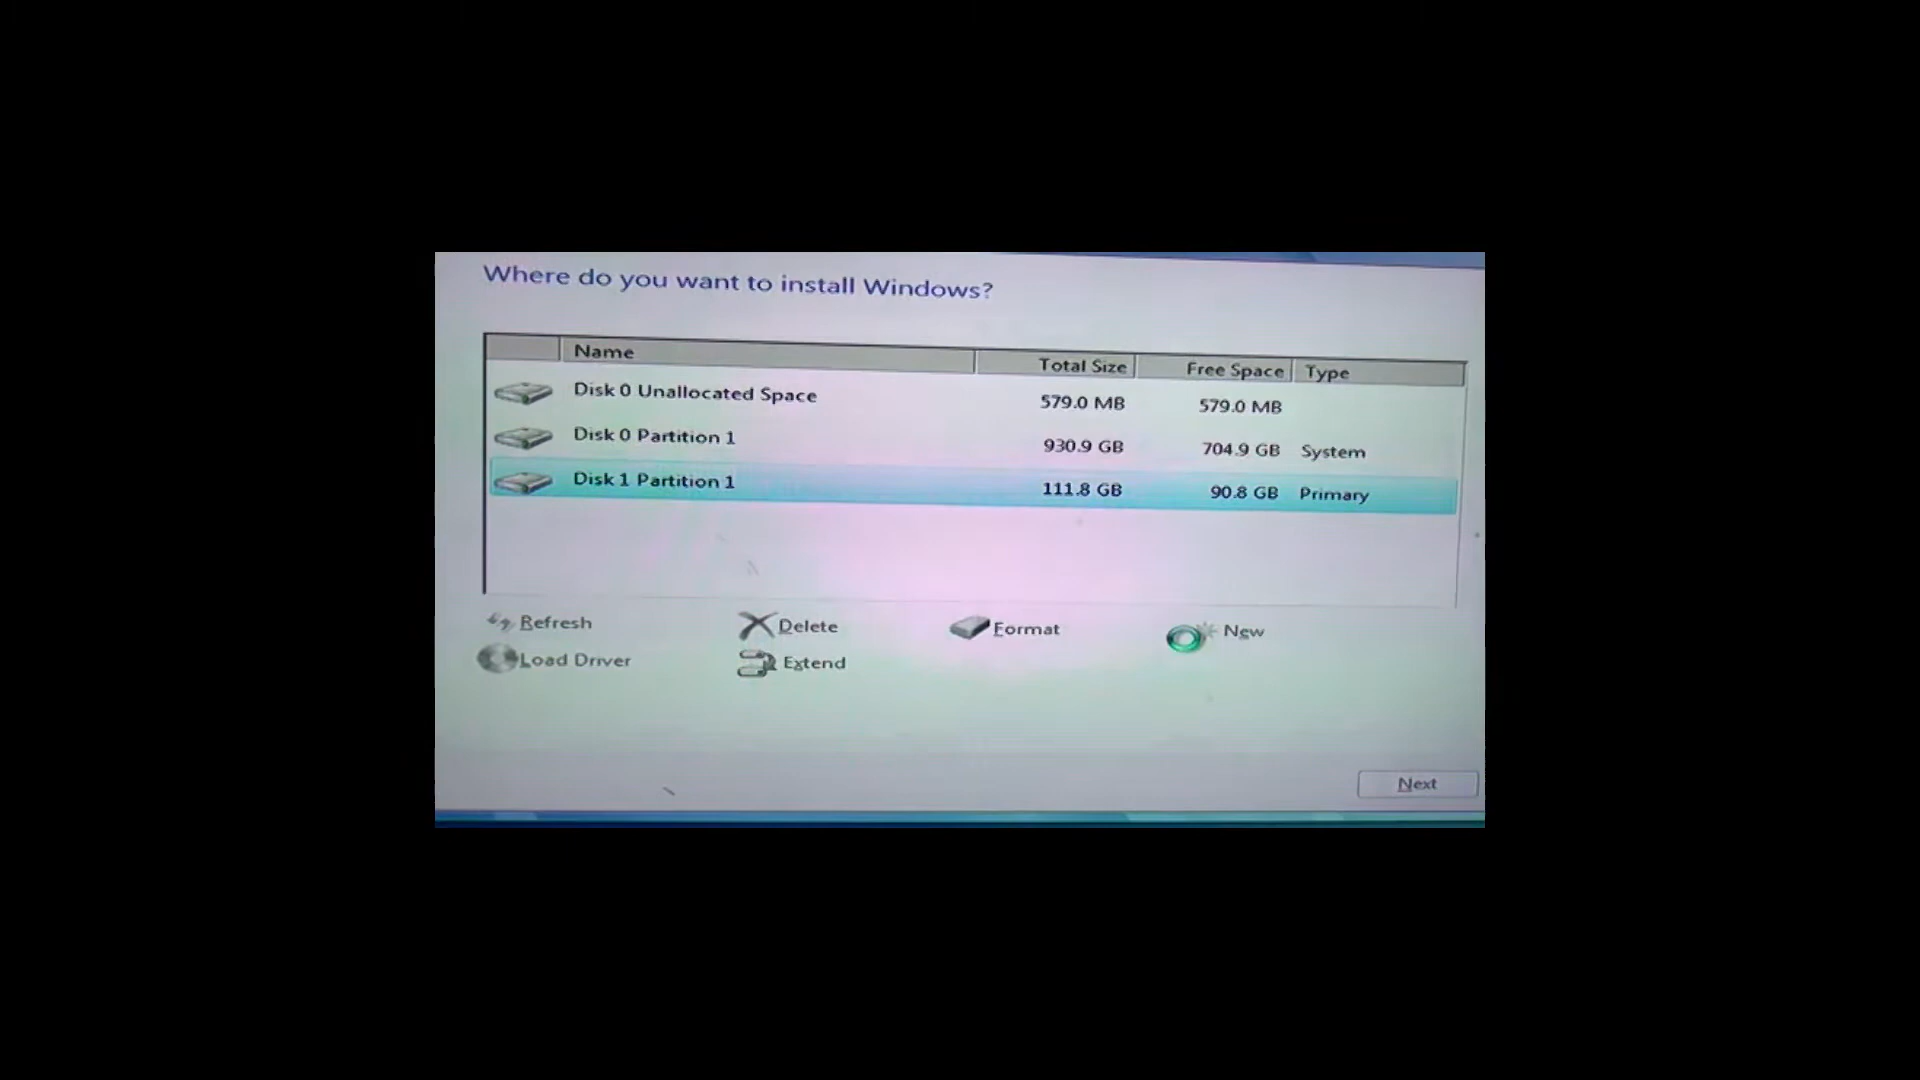 Where do you want to install Windows?
Name Total Size Free Space Type
Disk 0 Unallocated Space 579.0 MB 579.0 MB
Disk 0 Partition 1 930.9 GB 704.9 GB System
Disk 1 Partition 1 111.8 GB 90.8 GB Primary
Refresh Delete Format New
Load Driver Extend
Next